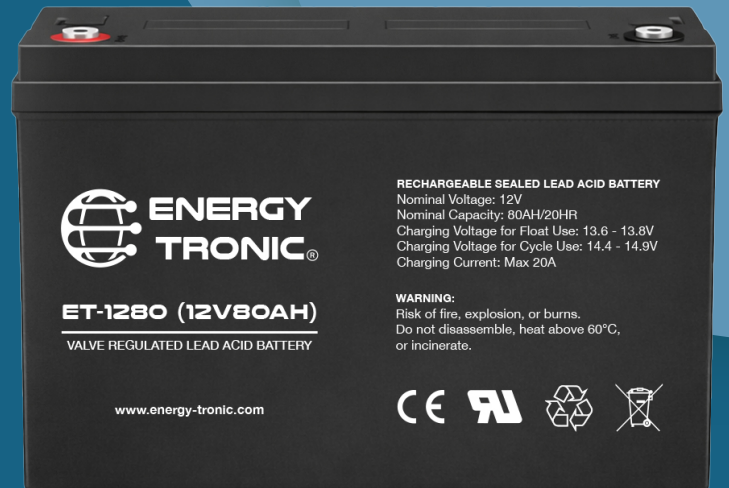 ENERGY
TRONIC®
ET-1280 (12V80AH)
VALVE REGULATED LEAD ACID BATTERY
www.energy-tronic.com
RECHARGEABLE SEALED LEAD ACID BATTERY
Nominal Voltage: 12V
Nominal Capacity: 80AH/20HR
Charging Voltage for Float Use: 13.6 - 13.8V
Charging Voltage for Cycle Use: 14.4 - 14.9V
Charging Current: Max 20A
WARNING:
Risk of fire, explosion, or burns.
Do not disassemble, heat above 60°C,
or incinerate.
CE